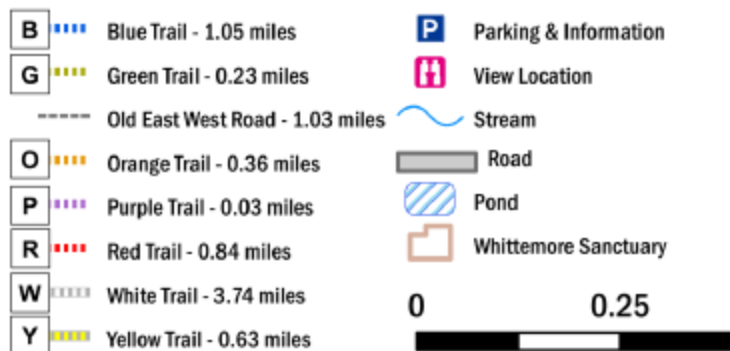 B Blue Trail - 1.05 miles
G Green Trail - 0.23 miles
Old East West Road - 1.03 miles
O Orange Trail - 0.36 miles
P Purple Trail - 0.03 miles
R Red Trail - 0.84 miles
W White Trail - 3.74 miles
Y Yellow Trail - 0.63 miles
P Parking & Information
View Location
Stream
Road
Pond
Whittemore Sanctuary
0 0.25